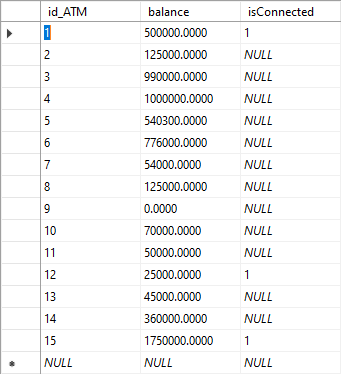 id_ATM balance isConnected
1 500000.0000 1
2 125000.0000 NULL
3 990000.0000 NULL
4 1000000.0000 NULL
5 540300.0000 NULL
6 776000.0000 NULL
7 54000.0000 NULL
8 125000.0000 NULL
9 0.0000 NULL
10 70000.0000 NULL
11 50000.0000 NULL
12 25000.0000 1
13 45000.0000 NULL
14 360000.0000 NULL
15 1750000.0000 1
NULL NULL NULL